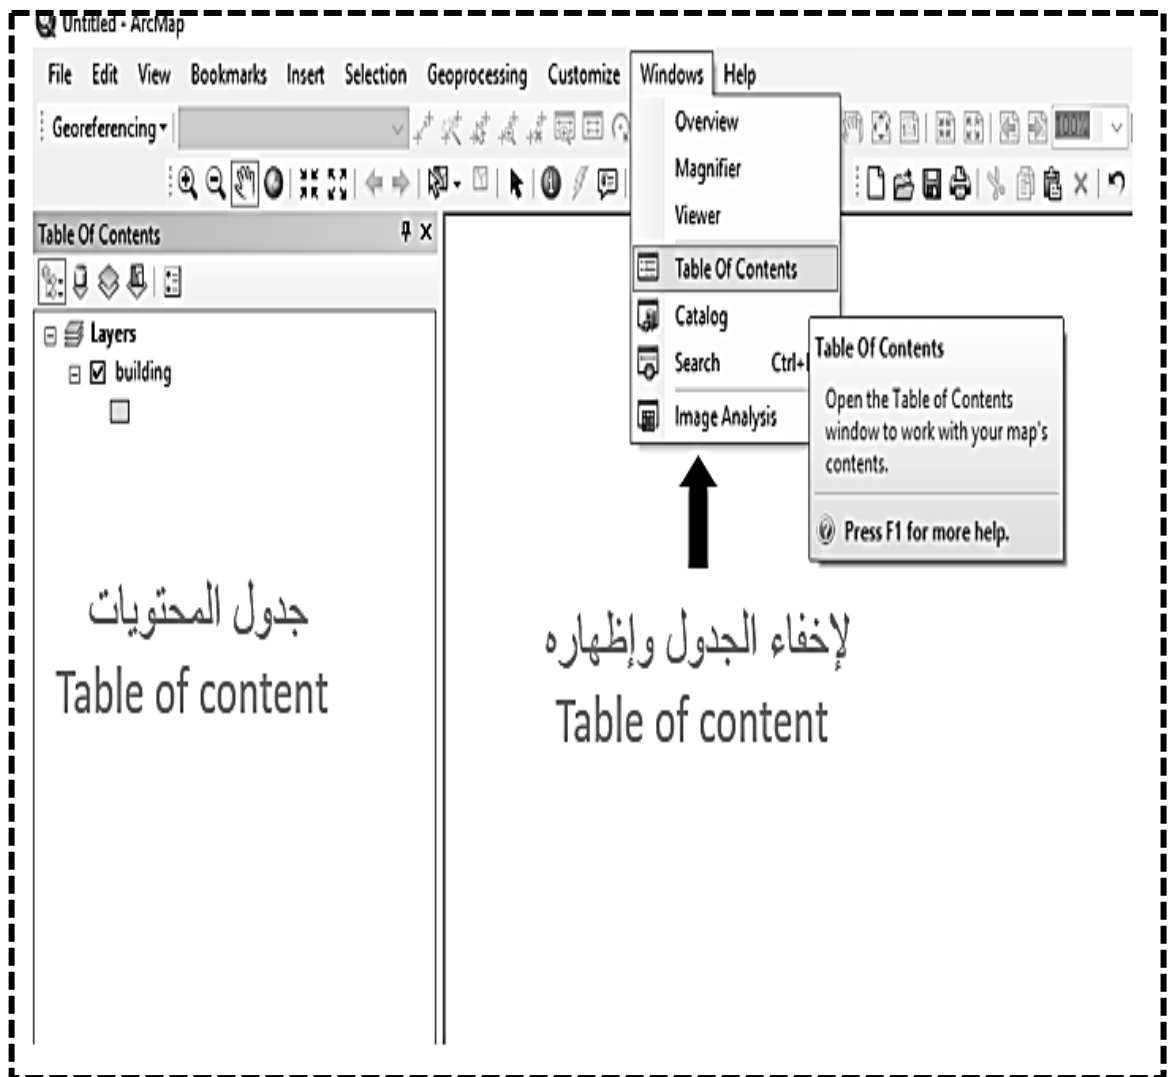 Untitled - ArcMap
File Edit View Bookmarks Insert Selection Geoprocessing Customize Windows Help
Georeferencing
100%
Overview
Magnifier
Viewer
Table Of Contents
Catalog
Search
Image Analysis
Table Of Contents
Open the Table of Contents
window to work with your map's
contents.
Press F1 for more help.
Table Of Contents
Layers
building
جدول المحتويات
Table of content
لإخفاء الجدول وإظهاره
Table of content